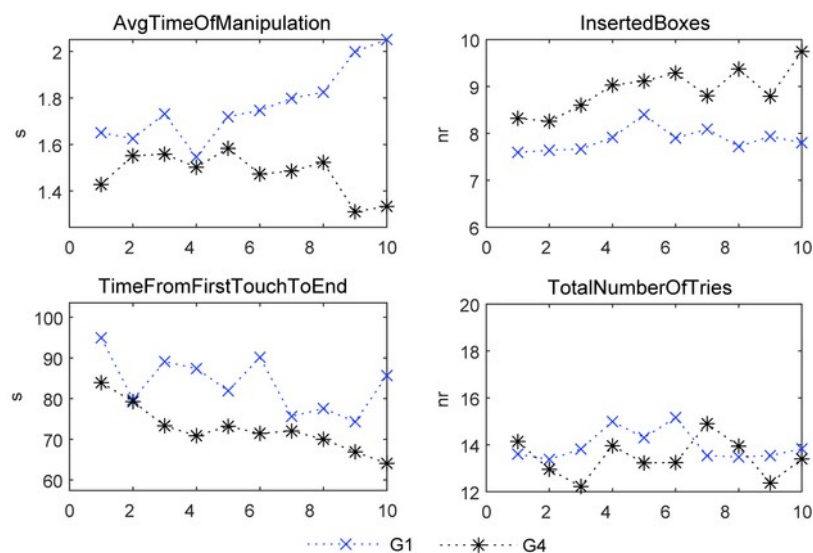 AvgTimeOfManipulation
2
1.8
1.6
1.4
s
0 2 4 6 8 10
InsertedBoxes
10
9
8
7
6
nr
0 2 4 6 8 10
TimeFromFirstTouchToEnd
100
90
80
70
60
s
0 2 4 6 8 10
TotalNumberOfTries
20
18
16
14
12
nr
0 2 4 6 8 10
G1 G4